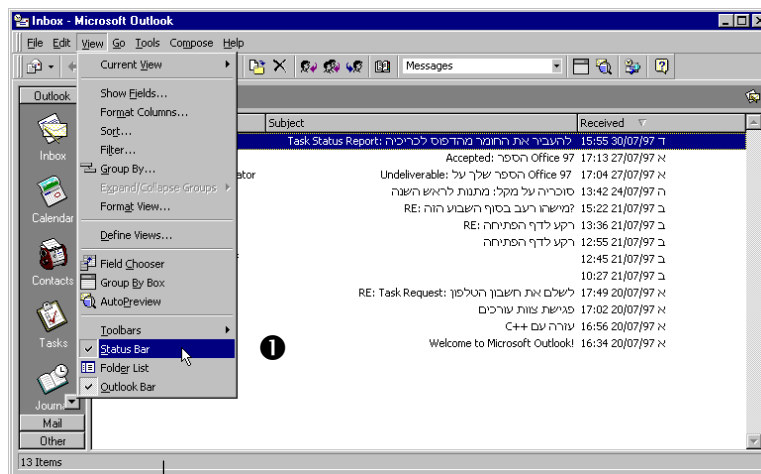 Inbox - Microsoft Outlook
File Edit View Go Tools Compose Help
Messages
Current View
Show Fields...
Format Columns...
Sort...
Filter...
Group By...
Expand/Collapse Groups
Format View...
Define Views...
Field Chooser
Group By Box
AutoPreview
Toolbars
Status Bar
Folder List
Outlook Bar
Outlook
Inbox
Calendar
Contacts
Tasks
Mail
Other
Subject Received
Task Status Report: להעביר את החומר מהדפוס לכריכיה ד 30/07/97 15:55
Accepted: הספר Office 97 א 27/07/97 17:13
ator Undeliverable: הספר שלך על Office 97 א 27/07/97 17:04
סוכריה על מקל: מתנות לראש השנה ה 24/07/97 13:42
RE: מישהו רעב בסוף השבוע הזה? ב 21/07/97 15:22
RE: רקע לדף הפתיחה ב 21/07/97 13:36
רקע לדף הפתיחה ב 21/07/97 12:55
ב 21/07/97 12:45
ב 21/07/97 10:27
RE: Task Request: לשלם את חשבון הטלפון א 20/07/97 17:49
פגישת צוות עורכים א 20/07/97 17:02
עזרה עם C++ א 20/07/97 16:56
Welcome to Microsoft Outlook! א 20/07/97 16:34
1
13 Items